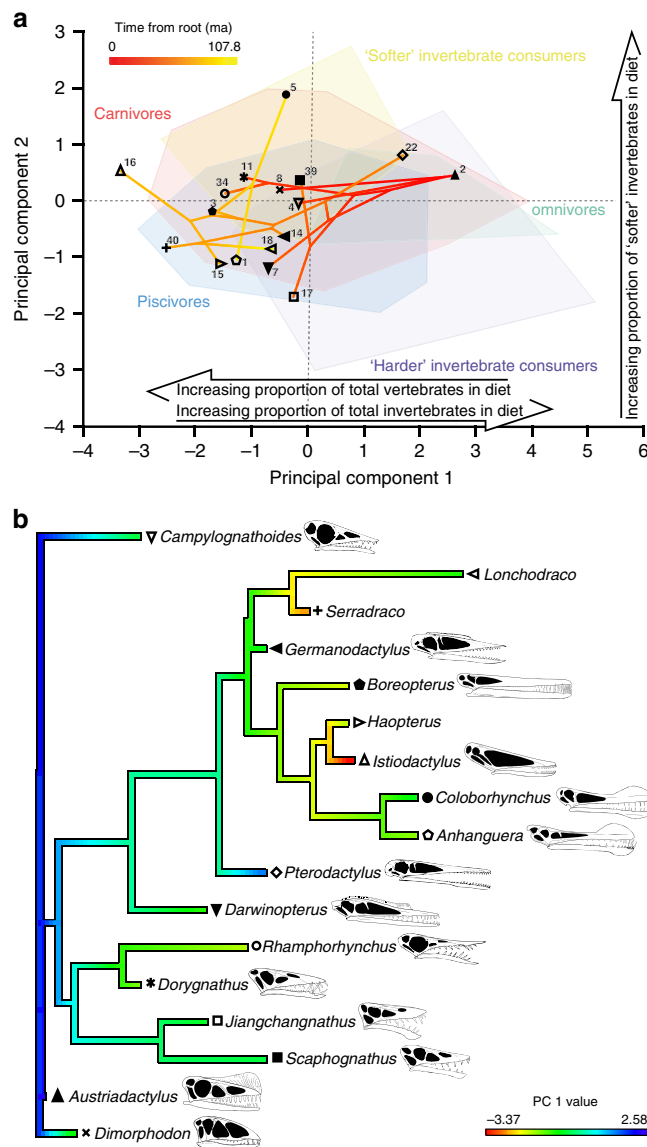 a
Time from root (ma)
0 107.8
'Softer' invertebrate consumers
Carnivores
omnivores
Piscivores
'Harder' invertebrate consumers
5
16
11
8
39
22
2
34
3
4
14
40
18
15
1
7
17
3
2
1
0
–1
–2
–3
–4
Principal component 2
Increasing proportion of 'softer' invertebrates in diet
Increasing proportion of total vertebrates in diet
Increasing proportion of total invertebrates in diet
–4 –3 –2 –1 0 1 2 3 4 5 6
Principal component 1
b
Campylognathoides
Lonchodraco
Serradraco
Germanodactylus
Boreopterus
Haopterus
Istiodactylus
Coloborhynchus
Anhanguera
Pterodactylus
Darwinopterus
Rhamphorhynchus
Dorygnathus
Jiangchangnathus
Scaphognathus
Austriadactylus
Dimorphodon
PC 1 value
–3.37 2.58